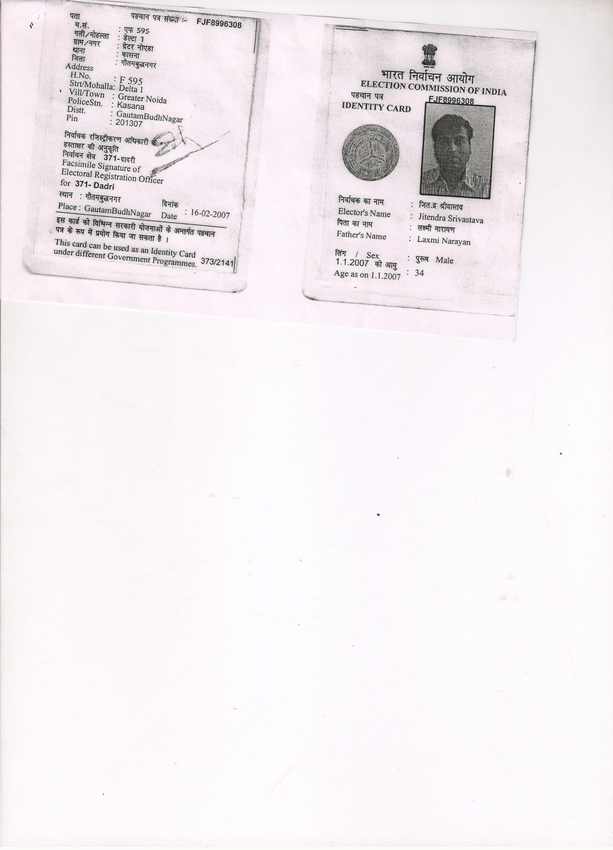 पता पहचान पत्र संख्या :- FJF8996308
म.सं. : एफ 595
गली/मोहल्ला : डेल्टा 1
ग्राम/नगर : ग्रेटर नोएडा
थाना : कासना
जिला : गौतमबुद्धनगर
Address
H.No. : F 595
Strt/Mohalla: Delta 1
Vill/Town : Greater Noida
PoliceStn. : Kasana
Distt. : GautamBudhNagar
Pin : 201307
निर्वाचक रजिस्ट्रीकरण अधिकारी के
हस्ताक्षर की अनुकृति
निर्वाचन क्षेत्र 371-दादरी
Facsimile Signature of
Electoral Registration Officer
for 371- Dadri
स्थान : गौतमबुद्धनगर दिनांक
Place : GautamBudhNagar Date : 16-02-2007
इस कार्ड को विभिन्न सरकारी योजनाओं के अन्तर्गत पहचान
पत्र के रूप में प्रयोग किया जा सकता है ।
This card can be used as an Identity Card
under different Government Programmes. 373/2141
भारत निर्वाचन आयोग
ELECTION COMMISSION OF INDIA
पहचान पत्र FJF8996308
IDENTITY CARD
निर्वाचक का नाम : जितेन्द्र श्रीवास्तव
Elector's Name : Jitendra Srivastava
पिता का नाम : लक्ष्मी नारायण
Father's Name : Laxmi Narayan
लिंग / Sex : पुरूष Male
1.1.2007 को आयु
Age as on 1.1.2007 : 34